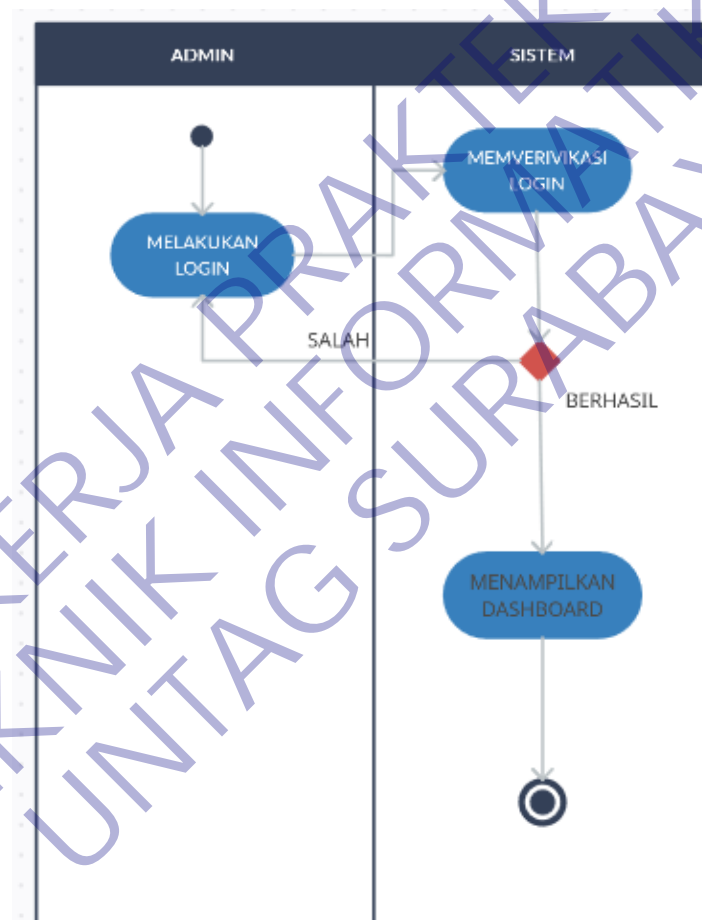 ADMIN
SISTEM
MEMVERIVIKASI
LOGIN
MELAKUKAN
LOGIN
SALAH
BERHASIL
MENAMPILKAN
DASHBOARD
KERJA PRAKTEK
TEKNIK INFORMATIKA
UNTAG SURABAYA